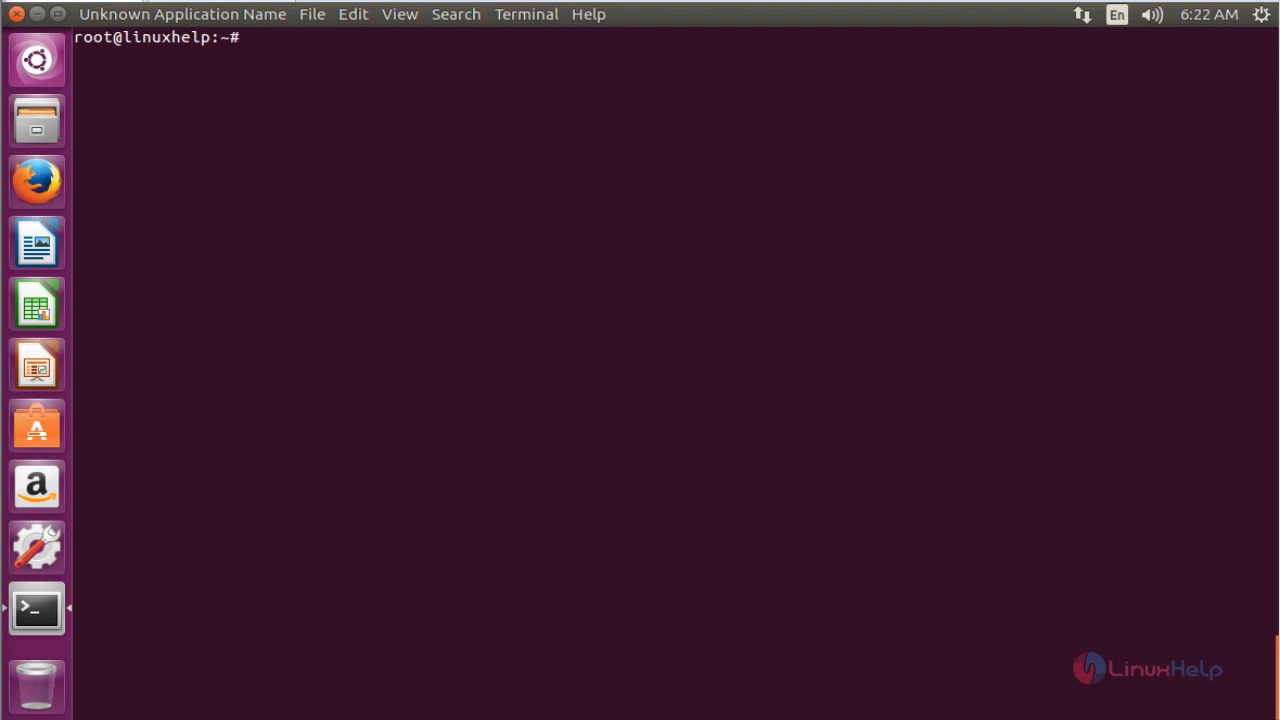 Unknown Application Name File Edit View Search Terminal Help En 6:22 AM
root@linuxhelp:~#
LinuxHelp